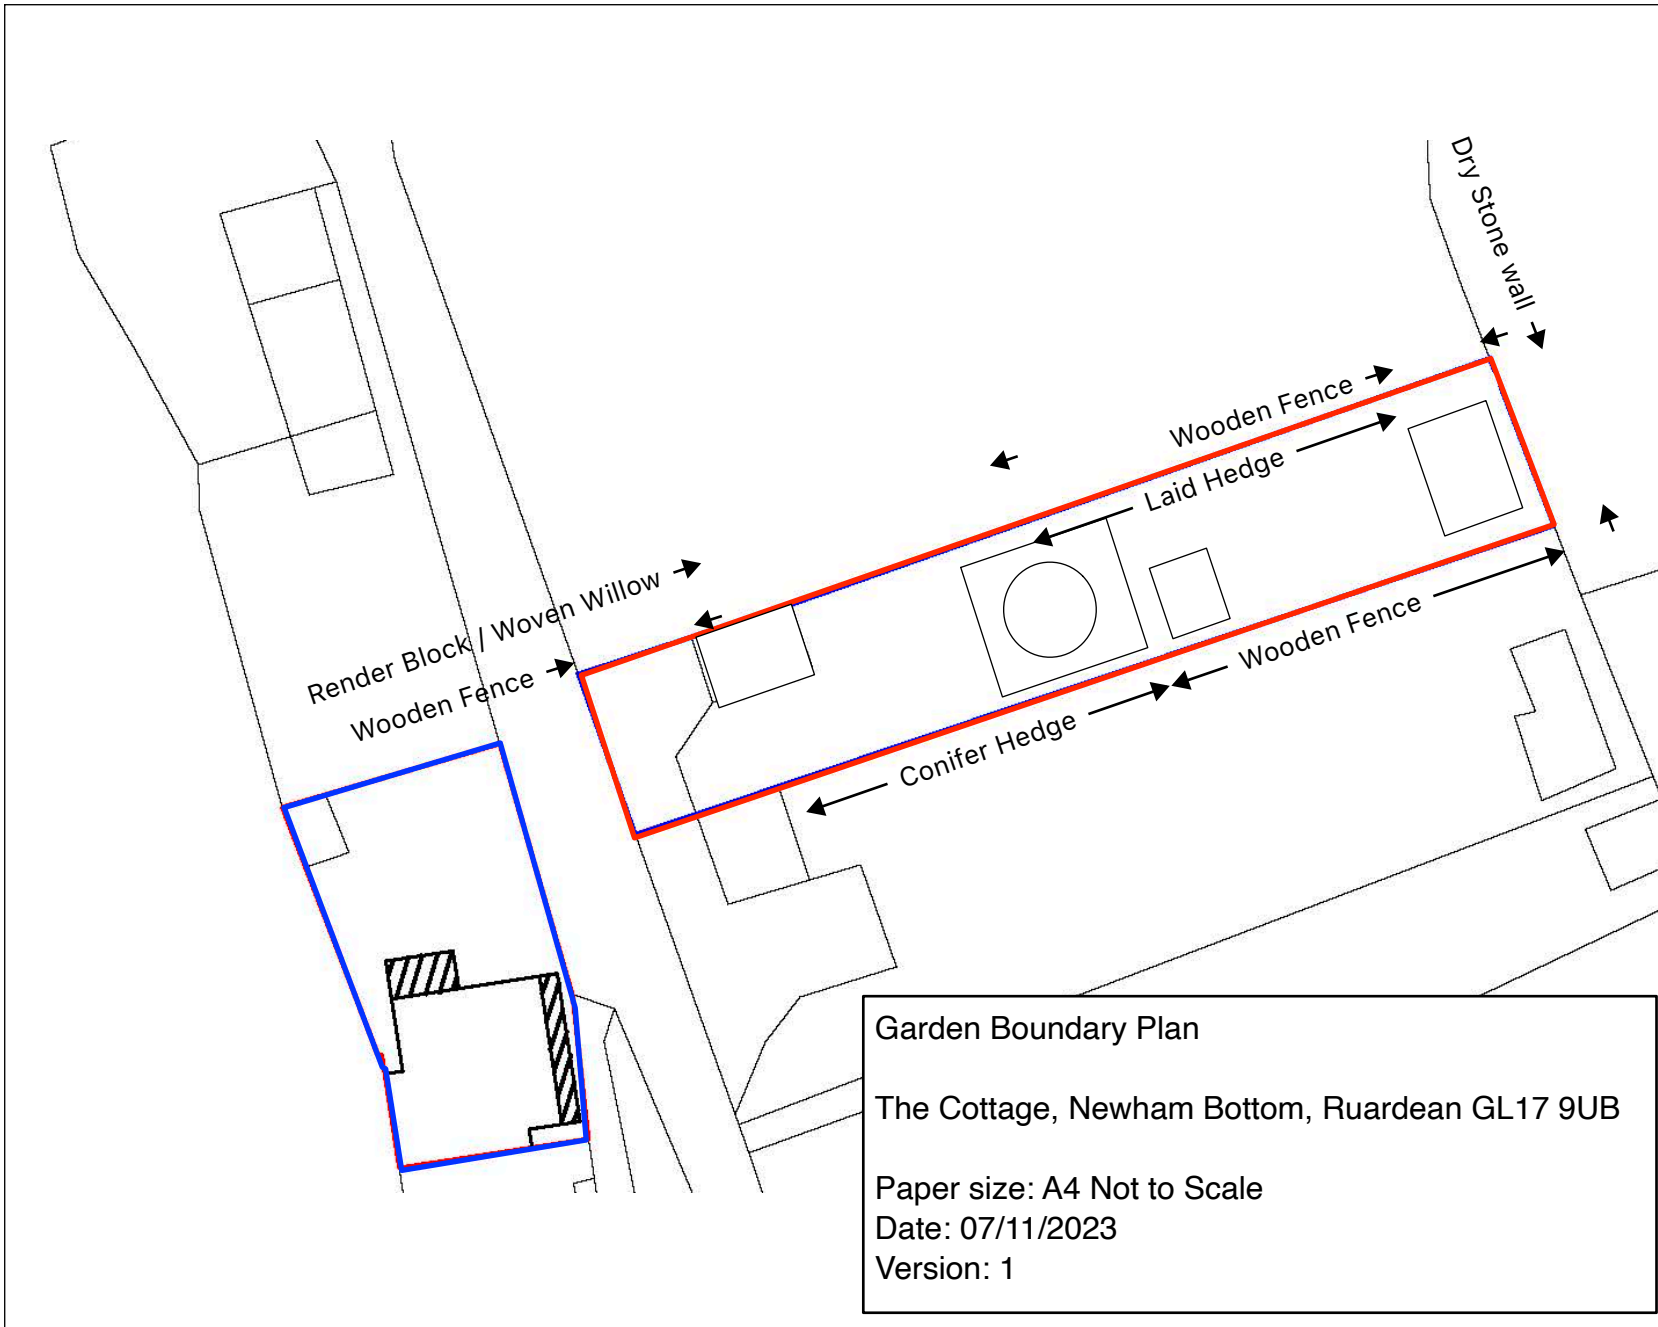 Dry Stone wall
Wooden Fence
Laid Hedge
Render Block / Woven Willow
Wooden Fence
Wooden Fence
Conifer Hedge
Garden Boundary Plan
The Cottage, Newham Bottom, Ruardean GL17 9UB
Paper size: A4 Not to Scale
Date: 07/11/2023
Version: 1